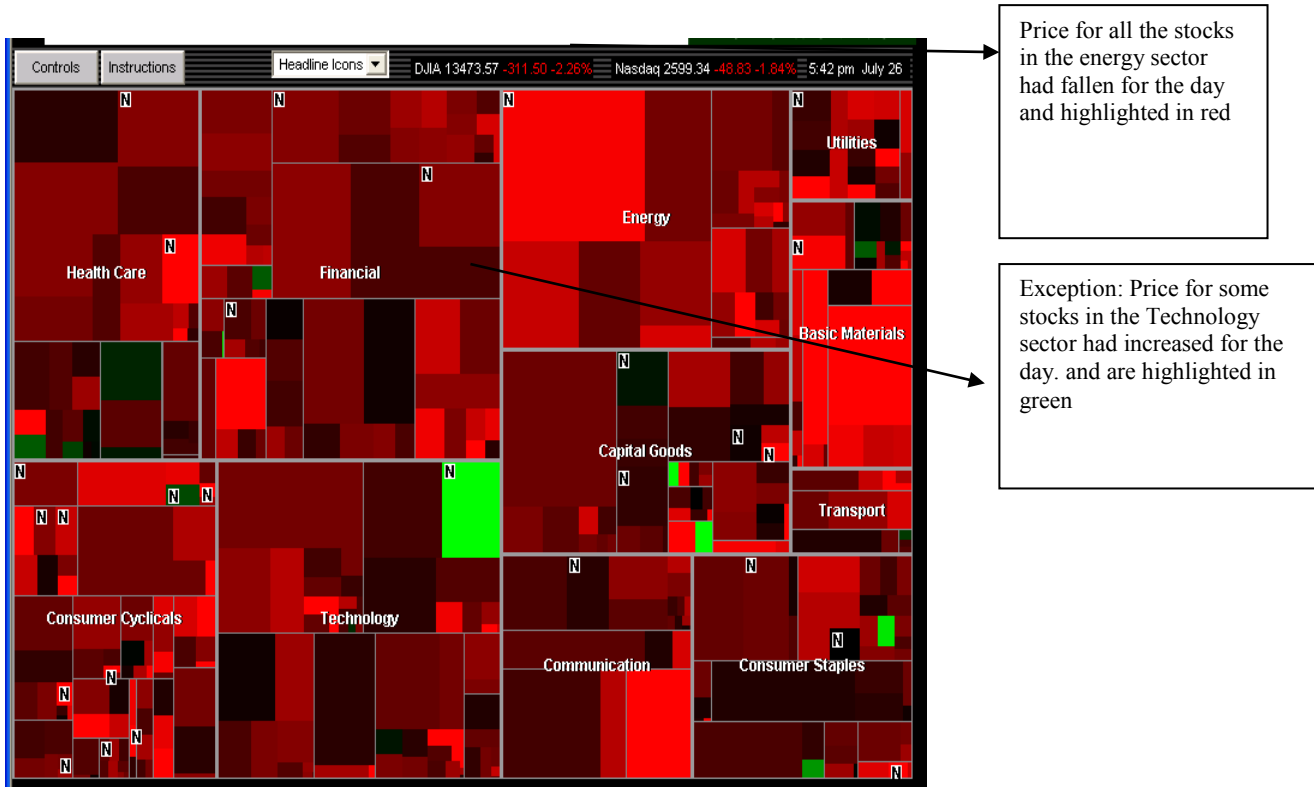 Controls
Instructions
Headline Icons
DJIA 13473.57 -311.50 -2.26%
Nasdaq 2599.34 -48.83 -1.84%
5:42 pm July 26
Price for all the stocks
in the energy sector
had fallen for the day
and highlighted in red
N
N
N
N
Utilities
N
Energy
N
N
Health Care
Financial
Exception: Price for some
stocks in the Technology
sector had increased for the
day. and are highlighted in
green
N
Basic Materials
N
N
Capital Goods
N
N
N
N
N
N
N
N
N
Transport
N
N
Consumer Cyclicals
Technology
N
Communication
Consumer Staples
N
N
N
N
N
N